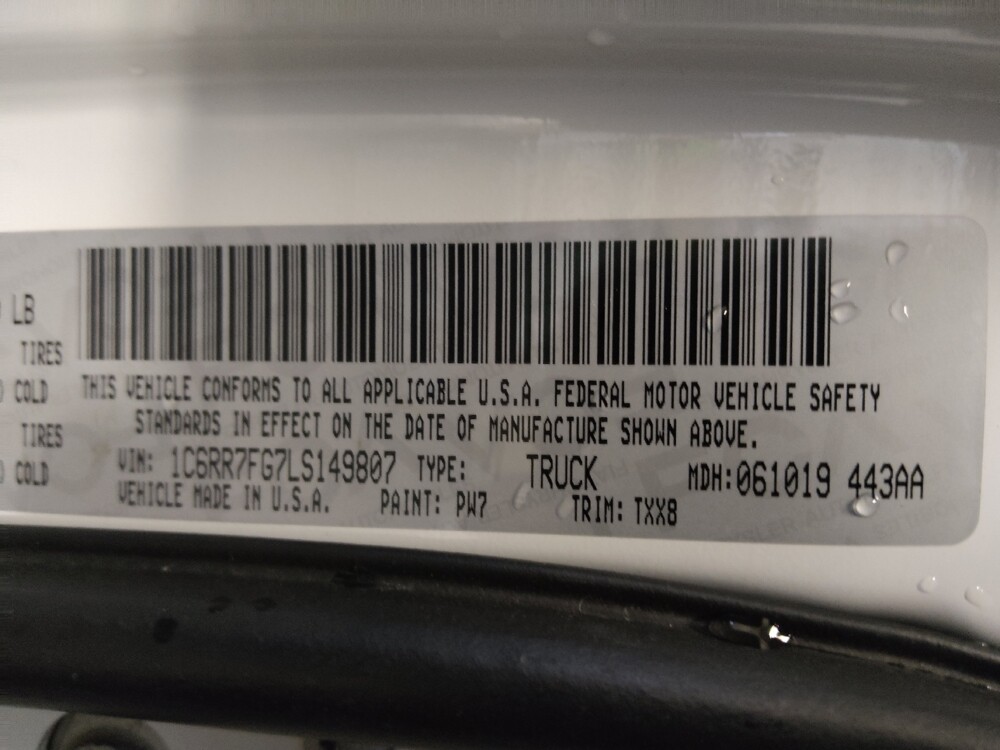 LB
TIRES
COLD
TIRES
COLD
THIS VEHICLE CONFORMS TO ALL APPLICABLE U.S.A. FEDERAL MOTOR VEHICLE SAFETY
STANDARDS IN EFFECT ON THE DATE OF MANUFACTURE SHOWN ABOVE.
VIN: 1C6RR7FG7LS149807 TYPE: TRUCK MDH:061019 443AA
VEHICLE MADE IN U.S.A. PAINT: PW7 TRIM: TXX8